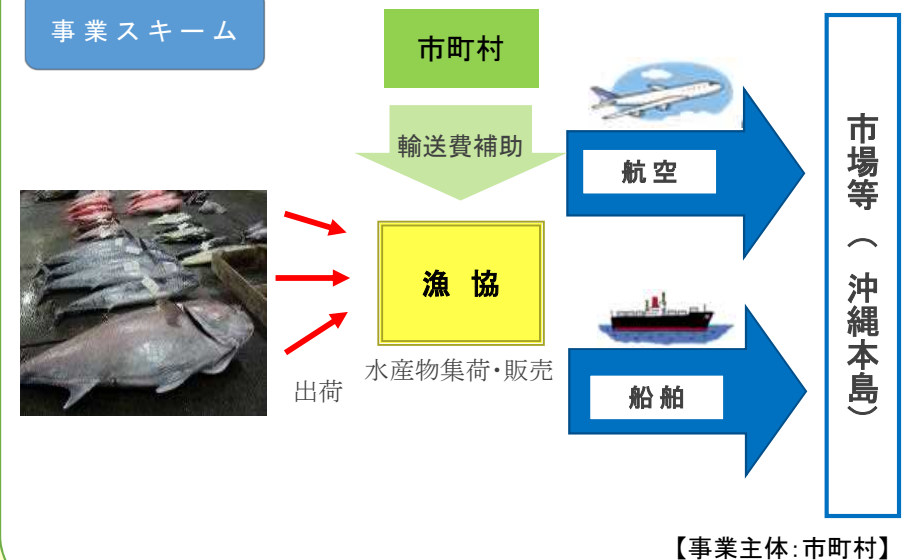 事業スキーム
市町村
輸送費補助
航空
漁協
水産物集荷・販売
出荷
船舶
市場等（沖縄本島）
【事業主体:市町村】